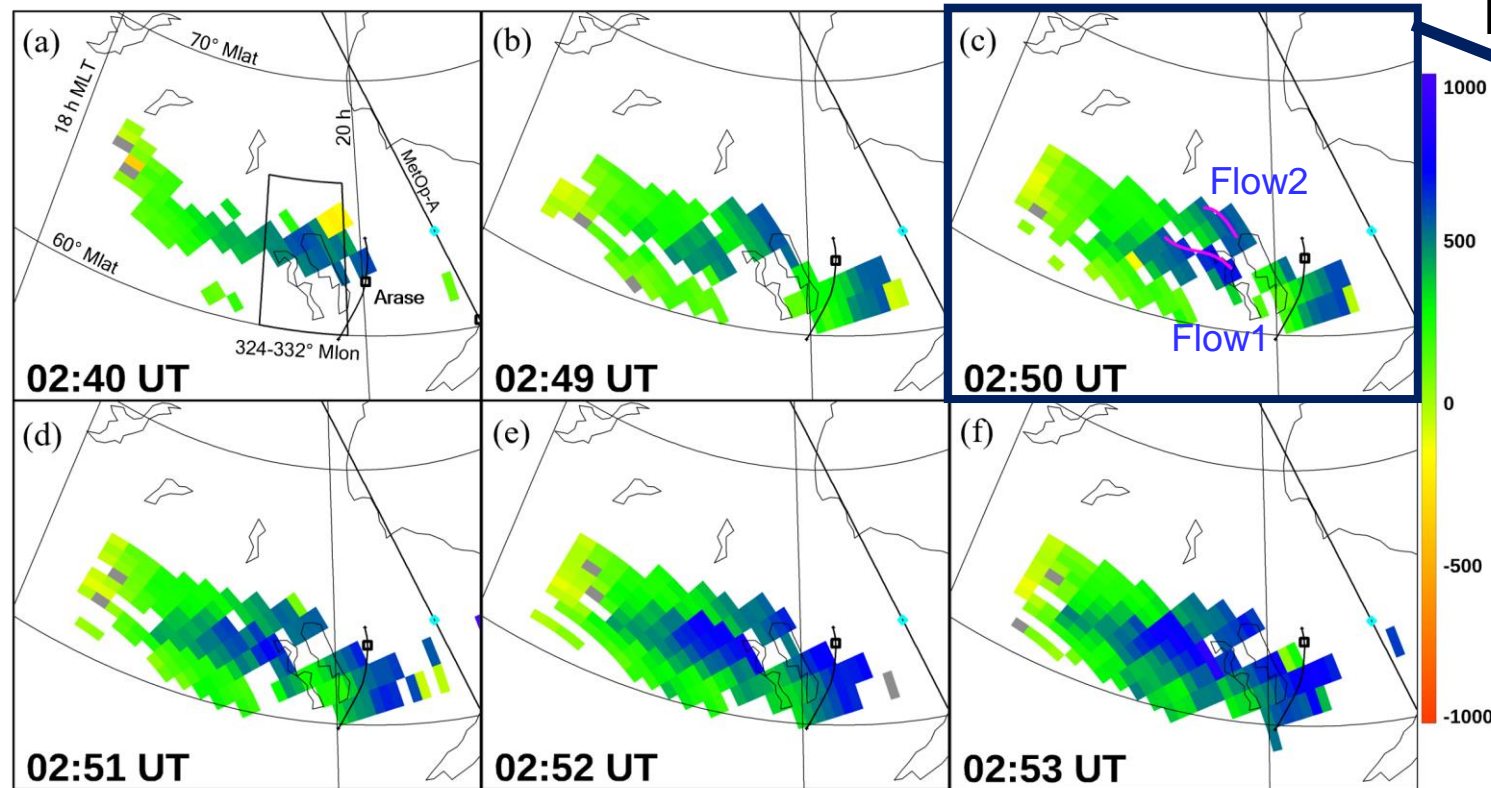 (a)
70° Mlat
18 h MLT
20 h
MetOp-A
60° Mlat
Arase
324-332° Mlon
02:40 UT
(b)
02:49 UT
(c)
Flow2
Flow1
02:50 UT
1000
500
0
-500
-1000
(d)
02:51 UT
(e)
02:52 UT
(f)
02:53 UT